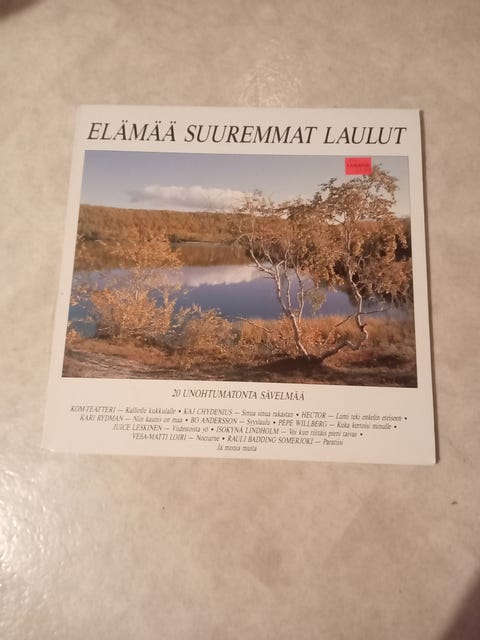 ELÄMÄÄ SUUREMMAT LAULUT
20 UNOHTUMATONTA SÄVELMÄÄ
KOM-TEATTERI — Kalliolle kukkulalle • KAJ CHYDENIUS — Sinua sinua rakastan • HECTOR — Lumi teki enkelin eteiseen •
KARI RYDMAN — Niin kaunis on maa • BO ANDERSSON — Syyslaulu • PEPE WILLBERG — Kuka kertoisi minulle •
JUICE LESKINEN — Viidestoista yö • ISOKYNÄ LINDHOLM — Voi kun riittäis pieni taivas •
VESA-MATTI LOIRI — Nocturne • RAULI BADDING SOMERJOKI — Paratiisi
Ja monia muita